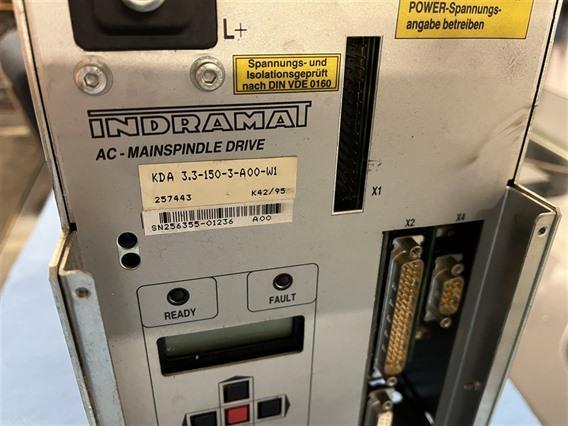 POWER-Spannungs-
angabe betreiben
L+
Spannungs- und
Isolationsgeprüft
nach DIN VDE 0160
INDRAMAT
AC - MAINSPINDLE DRIVE
KDA 3.3-150-3-A00-W1
257443 K42/95
SN256355-01236 A00
X1
X2 X4
READY
FAULT